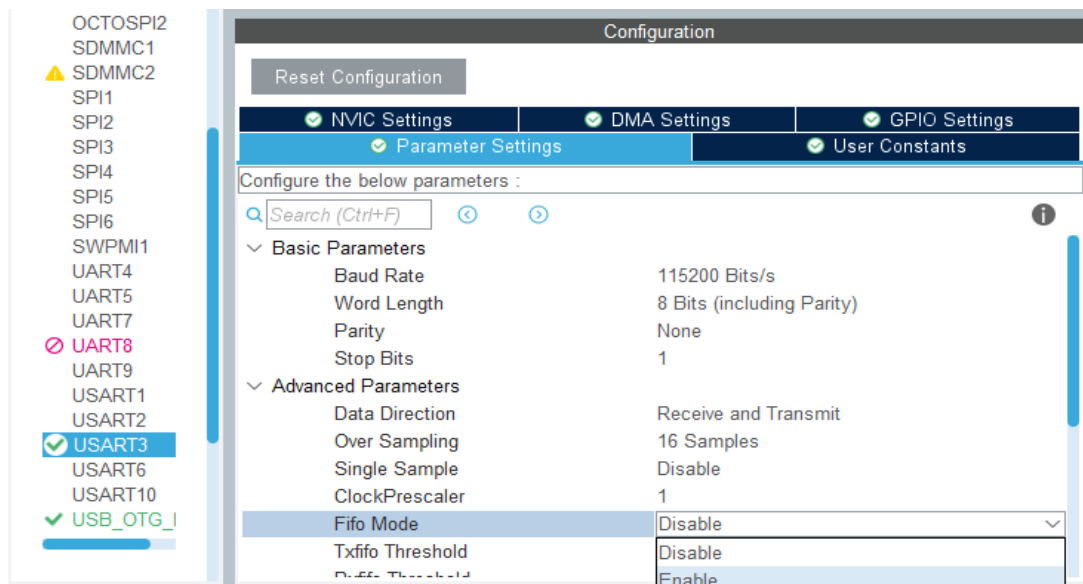 OCTOSPI2
SDMMC1
SDMMC2
SPI1
SPI2
SPI3
SPI4
SPI5
SPI6
SWPMI1
UART4
UART5
UART7
UART8
UART9
USART1
USART2
USART3
USART6
USART10
USB_OTG_
Configuration
Reset Configuration
NVIC Settings DMA Settings GPIO Settings
Parameter Settings User Constants
Configure the below parameters :
Search (Ctrl+F)
Basic Parameters
Baud Rate 115200 Bits/s
Word Length 8 Bits (including Parity)
Parity None
Stop Bits 1
Advanced Parameters
Data Direction Receive and Transmit
Over Sampling 16 Samples
Single Sample Disable
ClockPrescaler 1
Fifo Mode Disable
Txfifo Threshold Disable
Rxfifo Threshold Enable